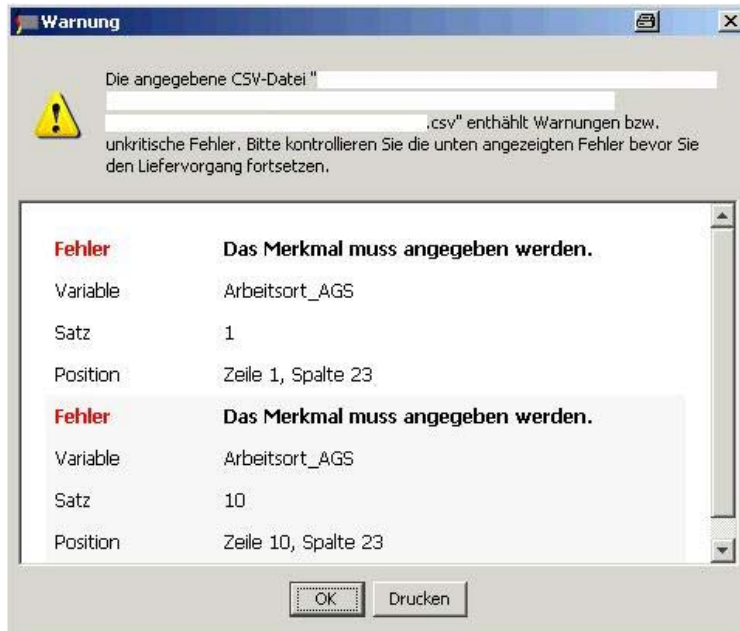 Warnung
Die angegebene CSV-Datei "
.csv" enthählt Warnungen bzw.
unkritische Fehler. Bitte kontrollieren Sie die unten angezeigten Fehler bevor Sie
den Liefervorgang fortsetzen.
Fehler Das Merkmal muss angegeben werden.
Variable Arbeitsort_AGS
Satz 1
Position Zeile 1, Spalte 23
Fehler Das Merkmal muss angegeben werden.
Variable Arbeitsort_AGS
Satz 10
Position Zeile 10, Spalte 23
OK Drucken